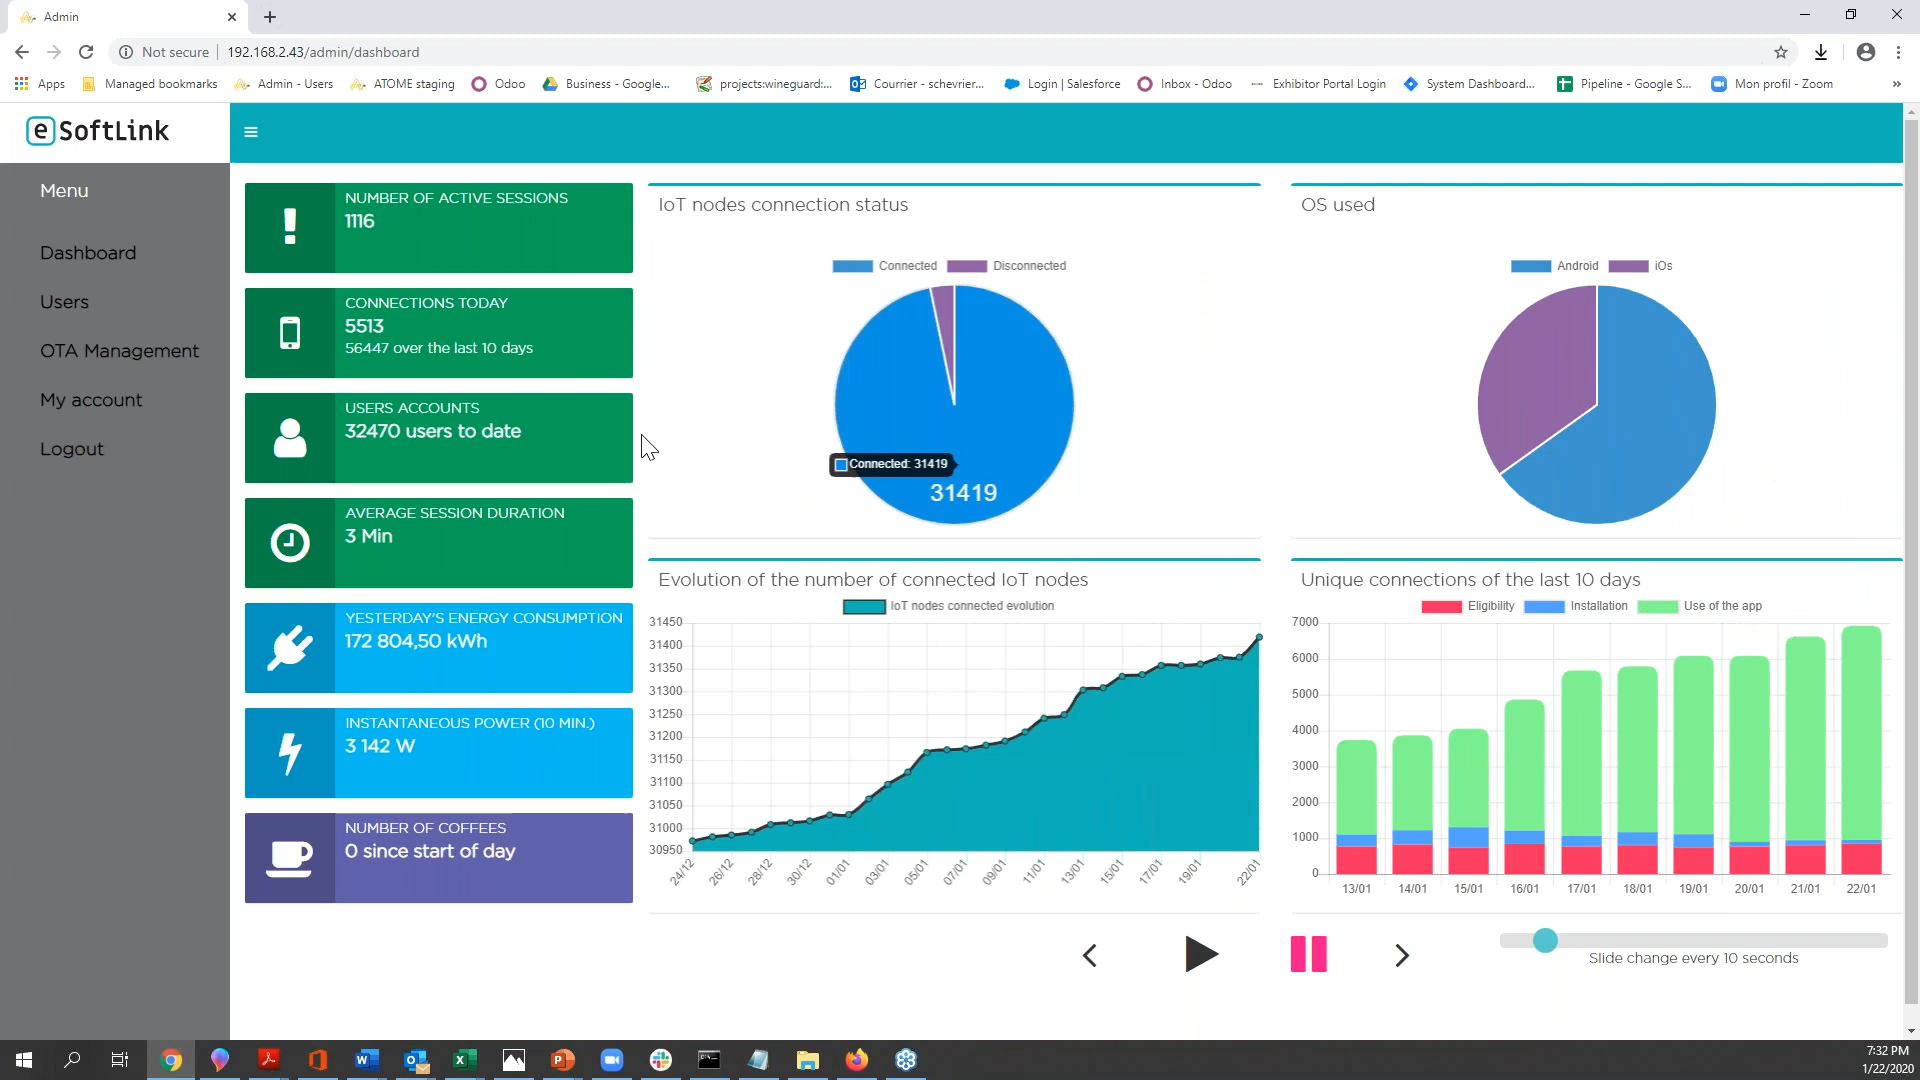 Admin
Not secure
192.168.2.43/admin/dashboard
Apps
Managed bookmarks
Admin - Users
ATOME staging
Odoo
Business - Google...
projects:wineguard:...
Courrier - schevrier...
Login | Salesforce
Inbox - Odoo
Exhibitor Portal Login
System Dashboard...
Pipeline - Google S...
Mon profil - Zoom
»
e SoftLink
Menu
Dashboard
Users
OTA Management
My account
Logout
NUMBER OF ACTIVE SESSIONS
1116
CONNECTIONS TODAY
5513
56447 over the last 10 days
USERS ACCOUNTS
32470 users to date
AVERAGE SESSION DURATION
3 Min
YESTERDAY'S ENERGY CONSUMPTION
172 804,50 kWh
INSTANTANEOUS POWER (10 MIN.)
3 142 W
NUMBER OF COFFEES
0 since start of day
IoT nodes connection status
Connected
Disconnected
Connected: 31419
31419
OS used
Android
iOs
Evolution of the number of connected IoT nodes
IoT nodes connected evolution
31450
31400
31350
31300
31250
31200
31150
31100
31050
31000
30950
24/12
26/12
28/12
30/12
01/01
03/01
05/01
07/01
09/01
11/01
13/01
15/01
17/01
19/01
22/01
Unique connections of the last 10 days
Eligibility
Installation
Use of the app
7000
6000
5000
4000
3000
2000
1000
0
13/01
14/01
15/01
16/01
17/01
18/01
19/01
20/01
21/01
22/01
Slide change every 10 seconds
7:32 PM
1/22/2020